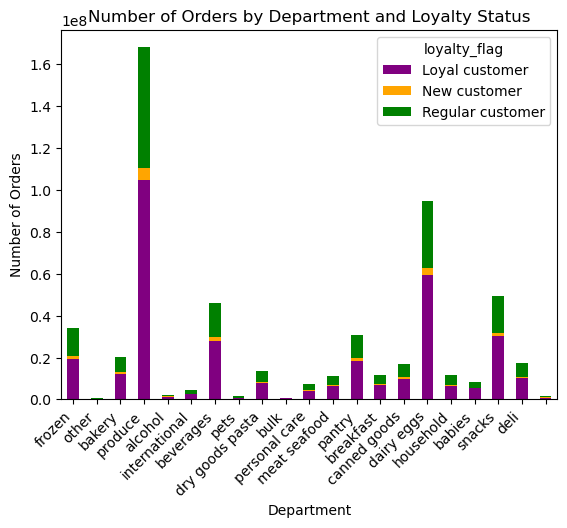 Number of Orders by Department and Loyalty Status
1e8
loyalty_flag
Loyal customer
New customer
Regular customer
1.6
1.4
1.2
1.0
0.8
0.6
0.4
0.2
0.0
Number of Orders
frozen
other
bakery
produce
alcohol
international
beverages
pets
dry goods pasta
bulk
personal care
meat seafood
pantry
breakfast
canned goods
dairy eggs
household
babies
snacks
deli
Department